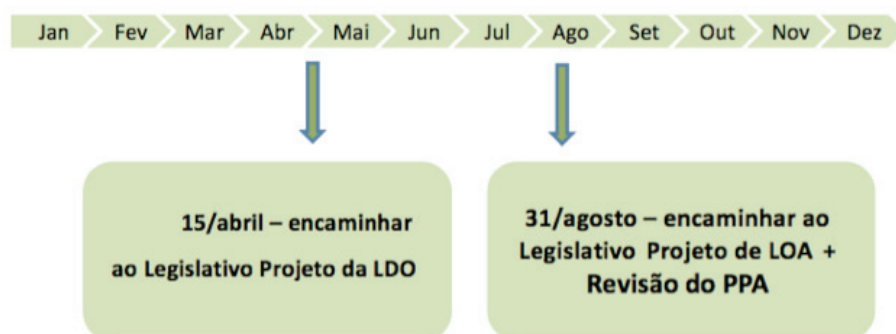 Jan Fev Mar Abr Mai Jun Jul Ago Set Out Nov Dez
15/abril – encaminhar
ao Legislativo Projeto da LDO
31/agosto – encaminhar ao
Legislativo Projeto de LOA +
Revisão do PPA